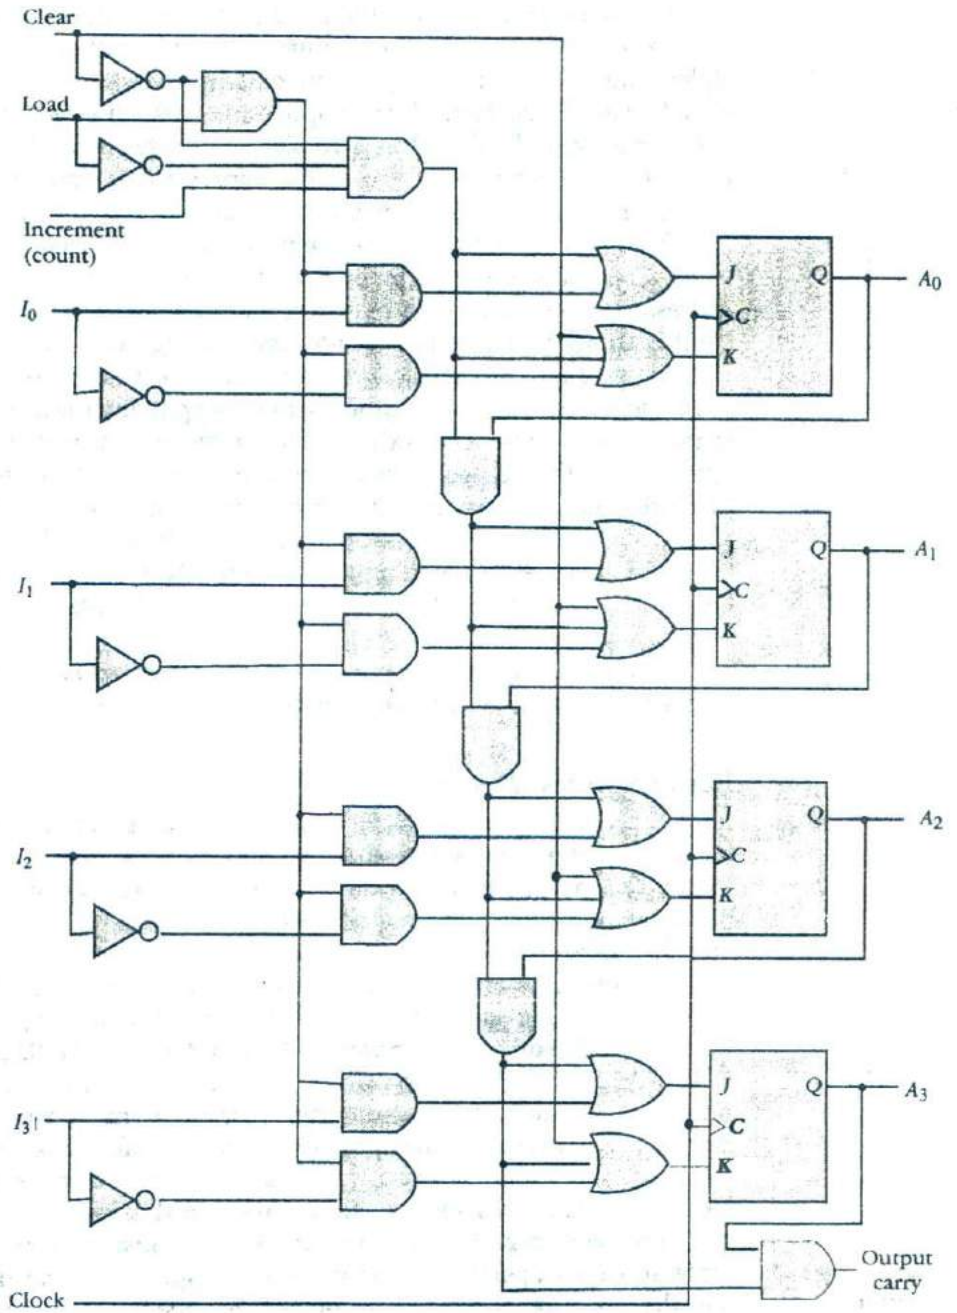 Clear
Load
Increment
(count)
I0
J Q A0
C
K
J Q A1
I1
C
K
J Q A2
I2
C
K
J Q A3
I3
C
K
Output
carry
Clock